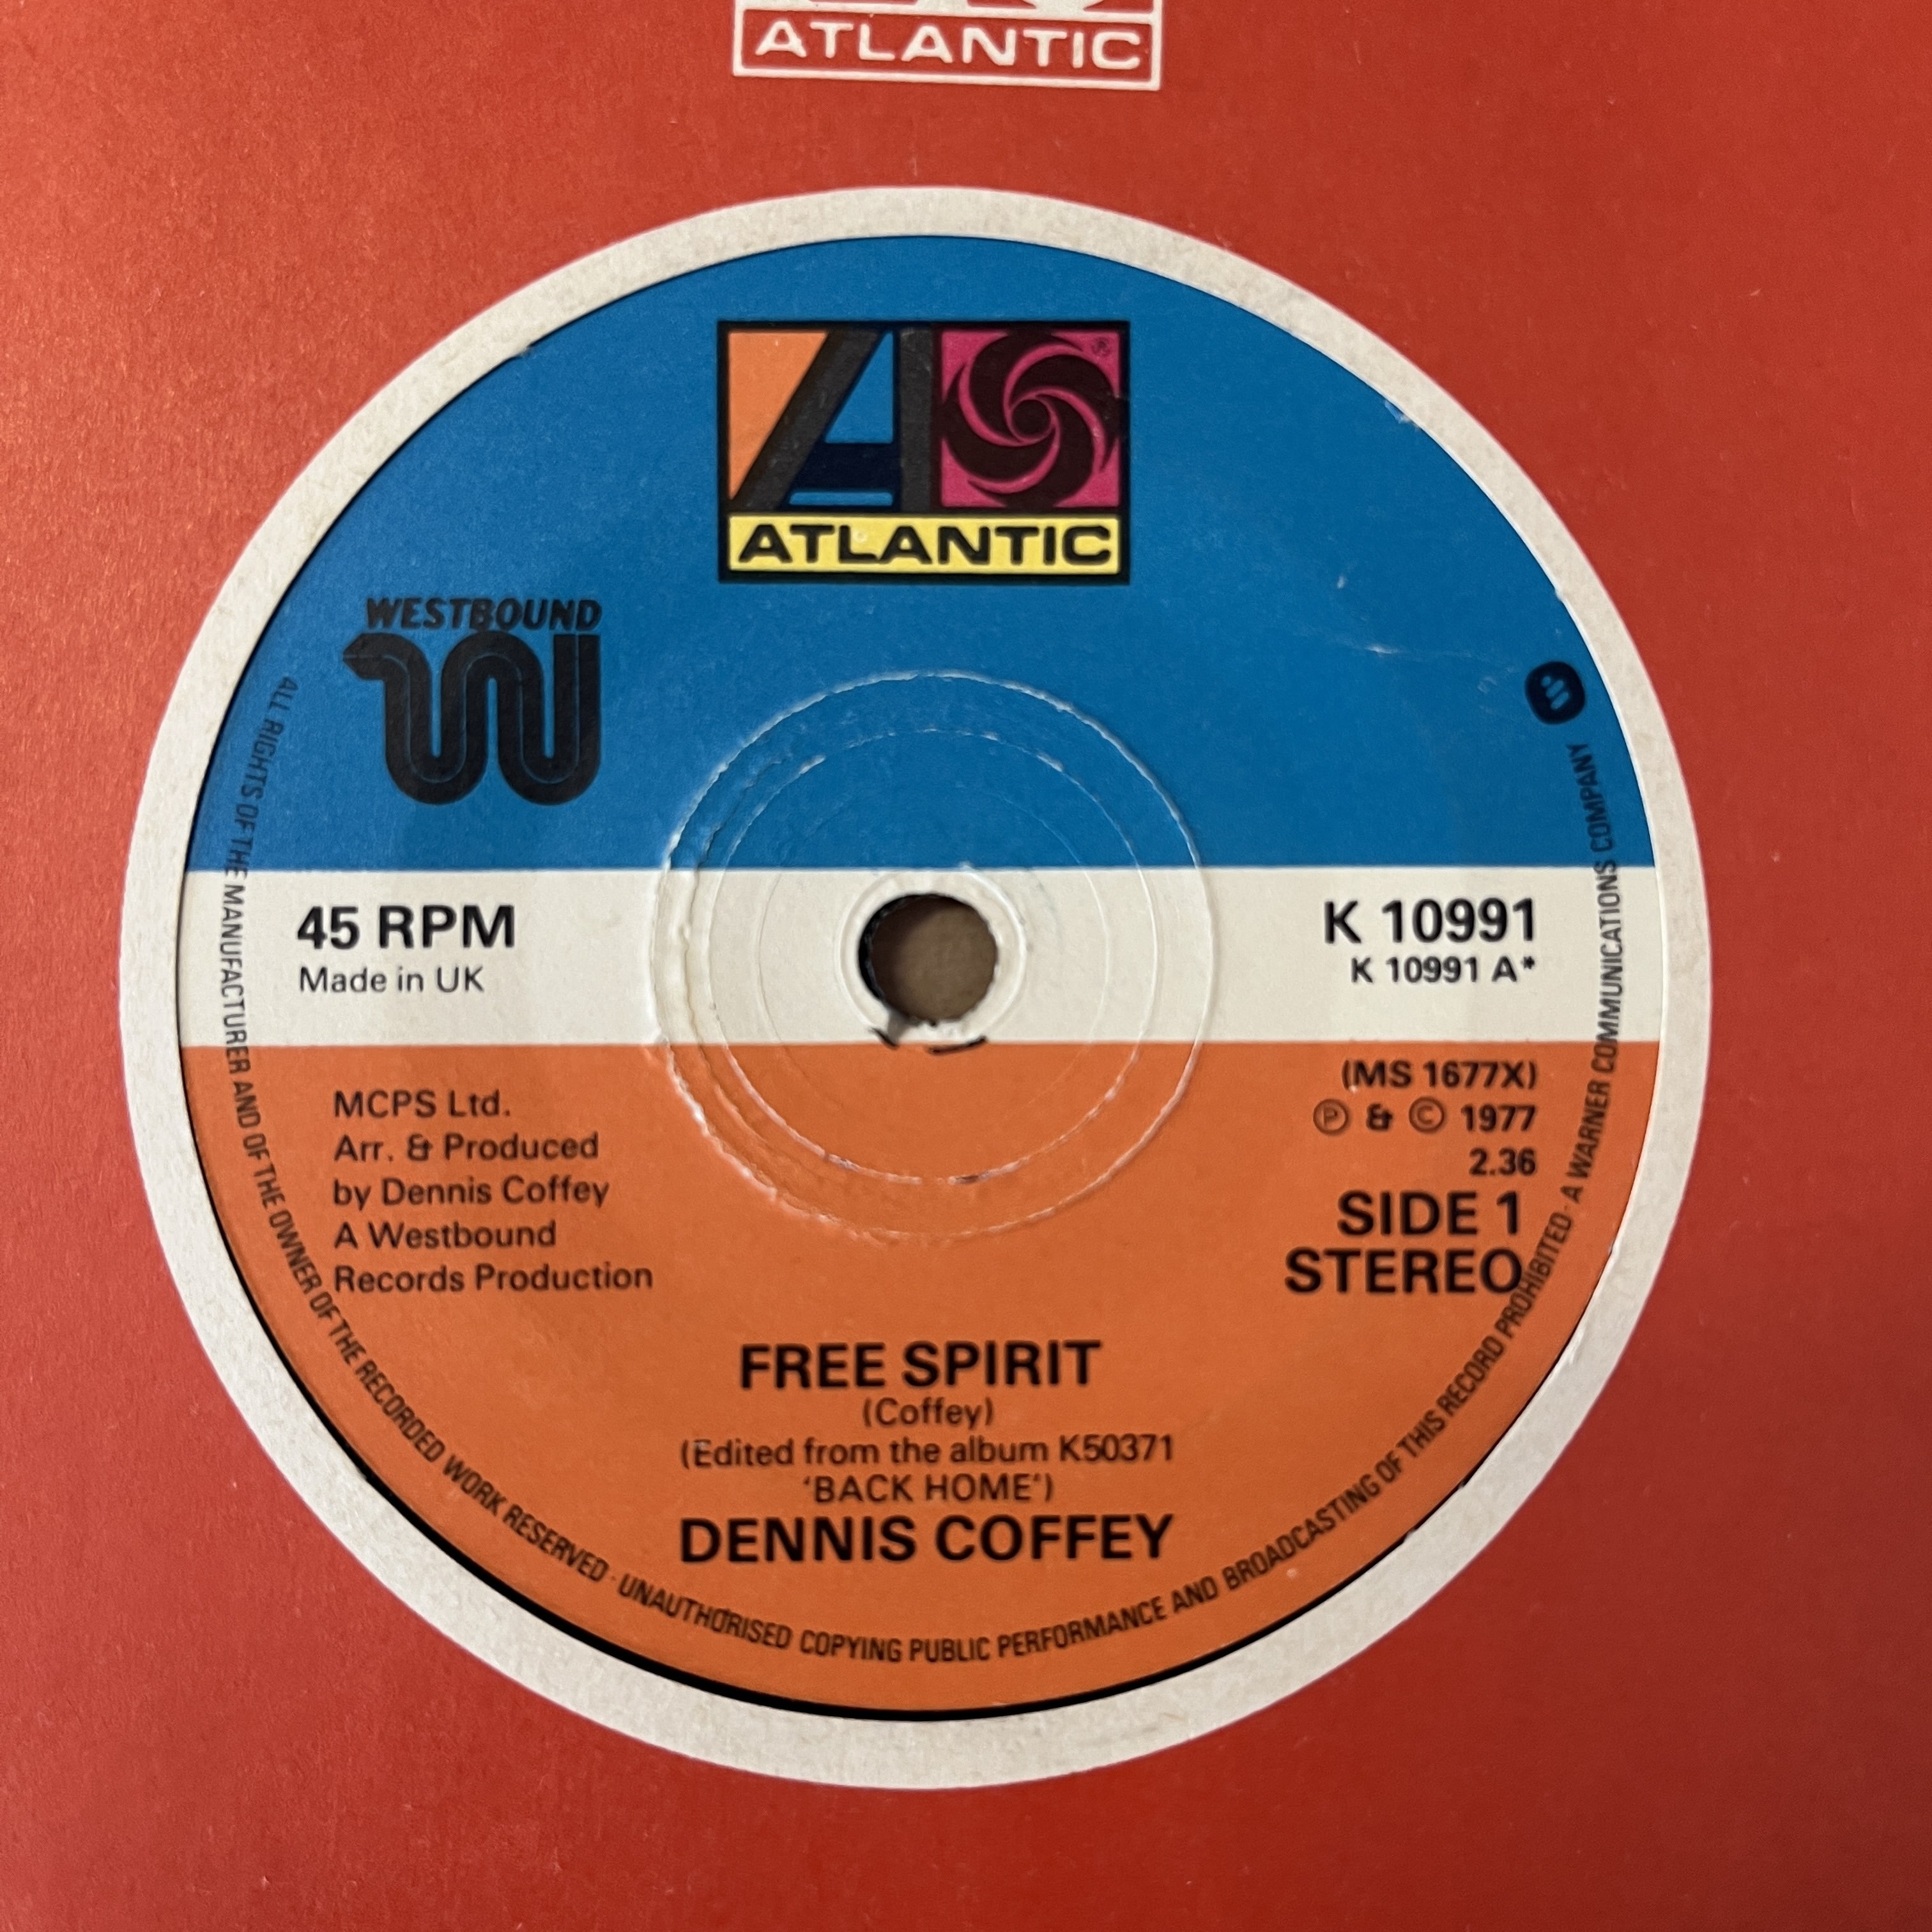 ATLANTIC
ATLANTIC
WESTBOUND
45 RPM
Made in UK
K 10991
K 10991 A*
MCPS Ltd.
Arr. & Produced
by Dennis Coffey
A Westbound
Records Production
(MS 1677X)
Ⓟ & © 1977
2.36
SIDE 1
STEREO
FREE SPIRIT
(Coffey)
(Edited from the album K50371
'BACK HOME')
DENNIS COFFEY
ALL RIGHTS OF THE MANUFACTURER AND OF THE OWNER OF THE RECORDED WORK RESERVED · UNAUTHORISED COPYING PUBLIC PERFORMANCE AND BROADCASTING OF THIS RECORD PROHIBITED · A WARNER COMMUNICATIONS COMPANY